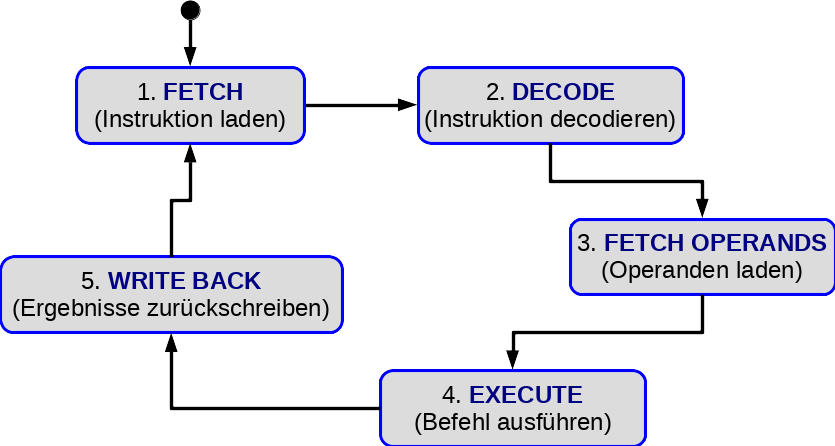 1. FETCH
(Instruktion laden)
2. DECODE
(Instruktion decodieren)
3. FETCH OPERANDS
(Operanden laden)
4. EXECUTE
(Befehl ausführen)
5. WRITE BACK
(Ergebnisse zurückschreiben)